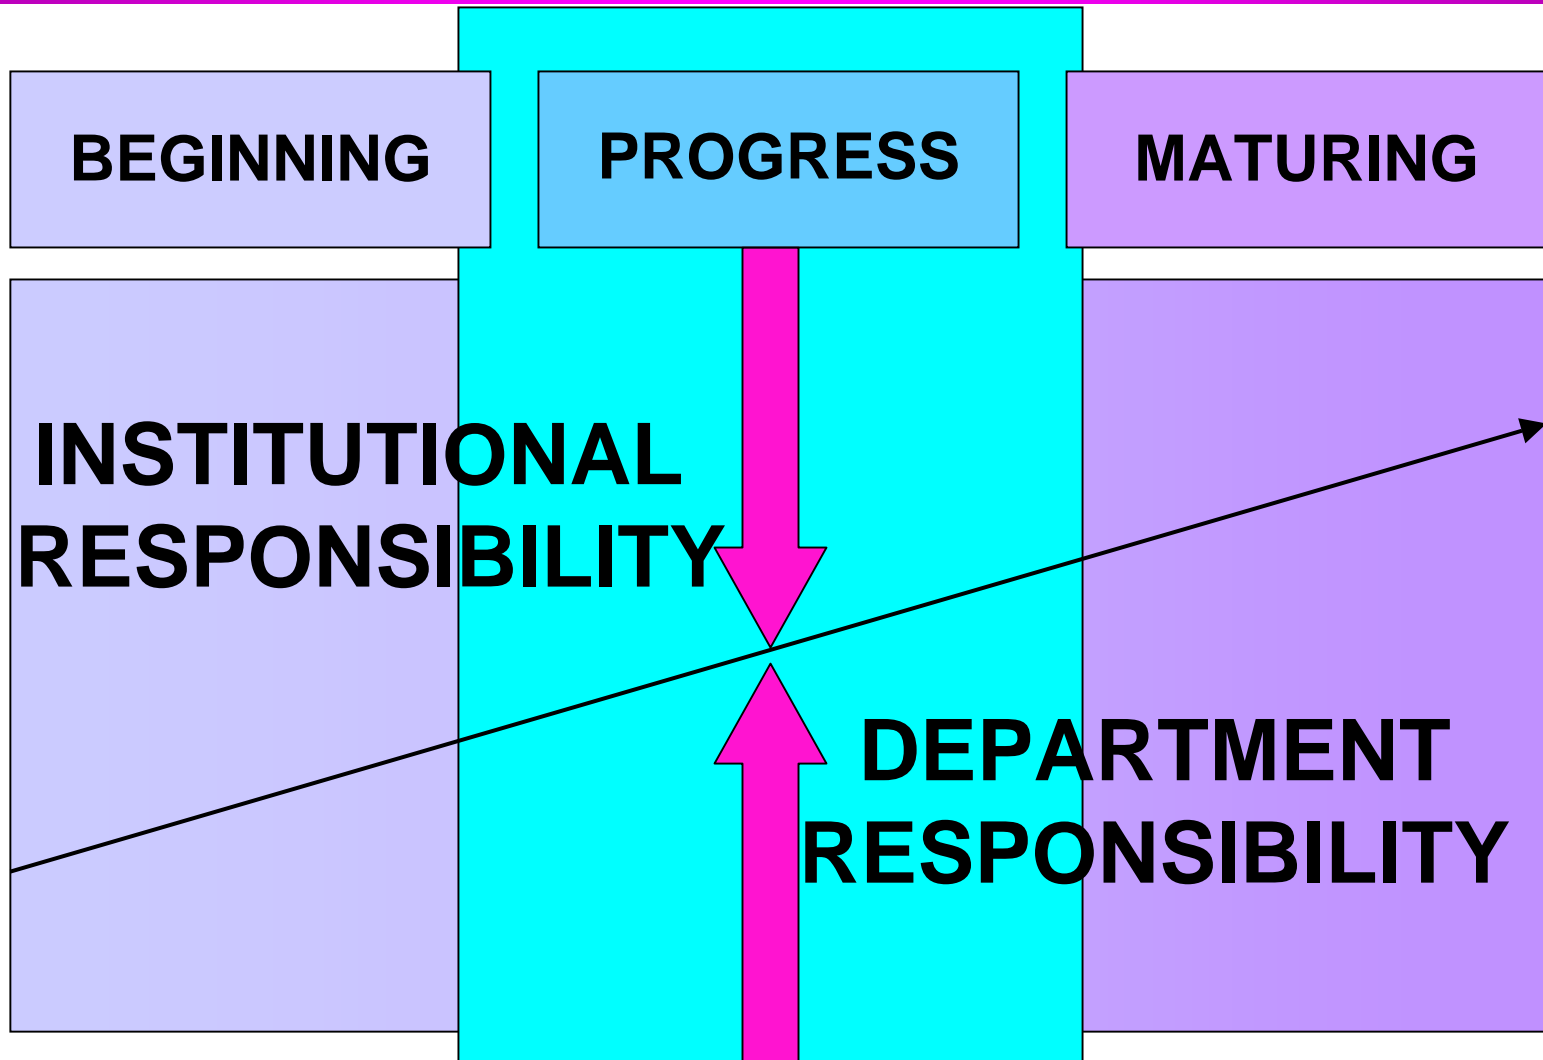 BEGINNING
PROGRESS
MATURING
INSTITUTIONAL
RESPONSIBILITY
DEPARTMENT
RESPONSIBILITY